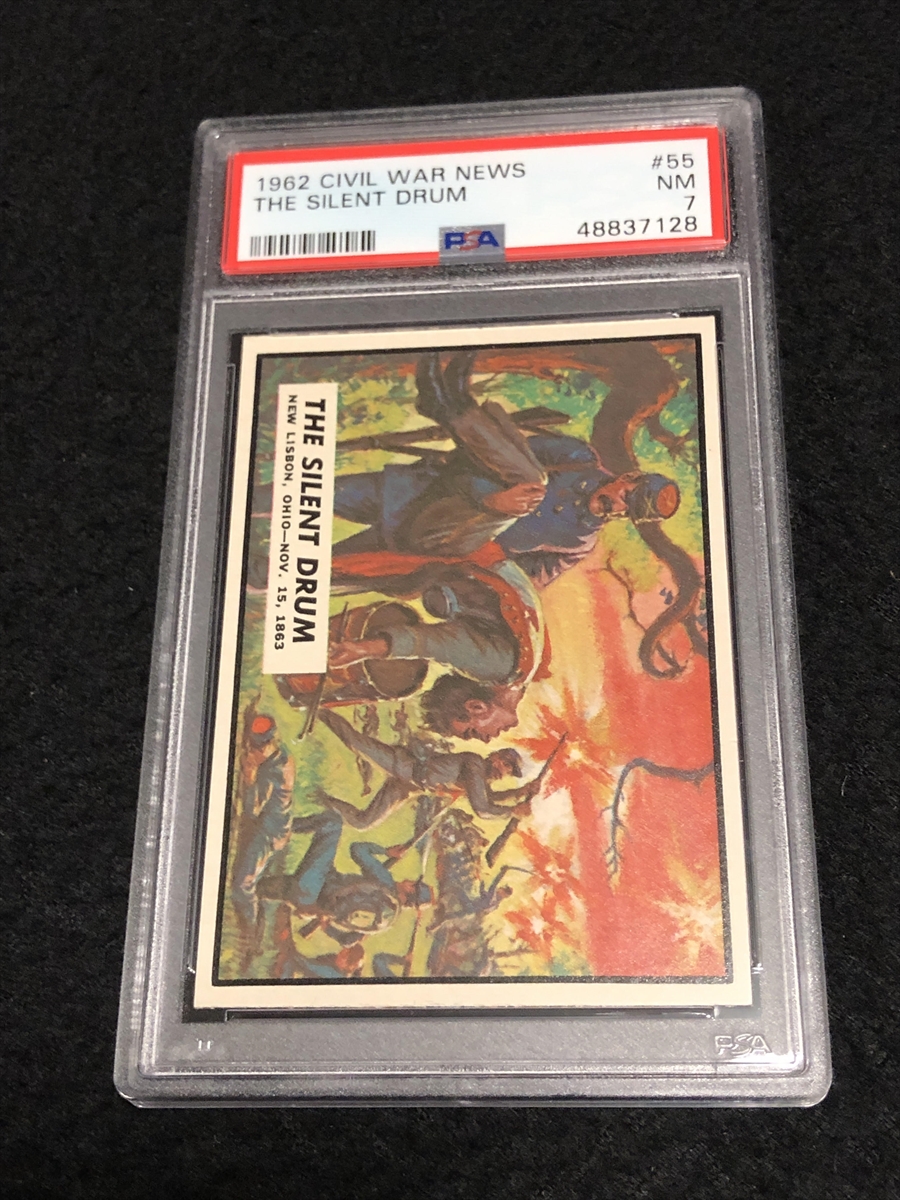 1962 CIVIL WAR NEWS #55
THE SILENT DRUM NM
7
PSA 48837128
THE SILENT DRUM
NEW LISBON, OHIO—NOV. 15, 1863
PSA